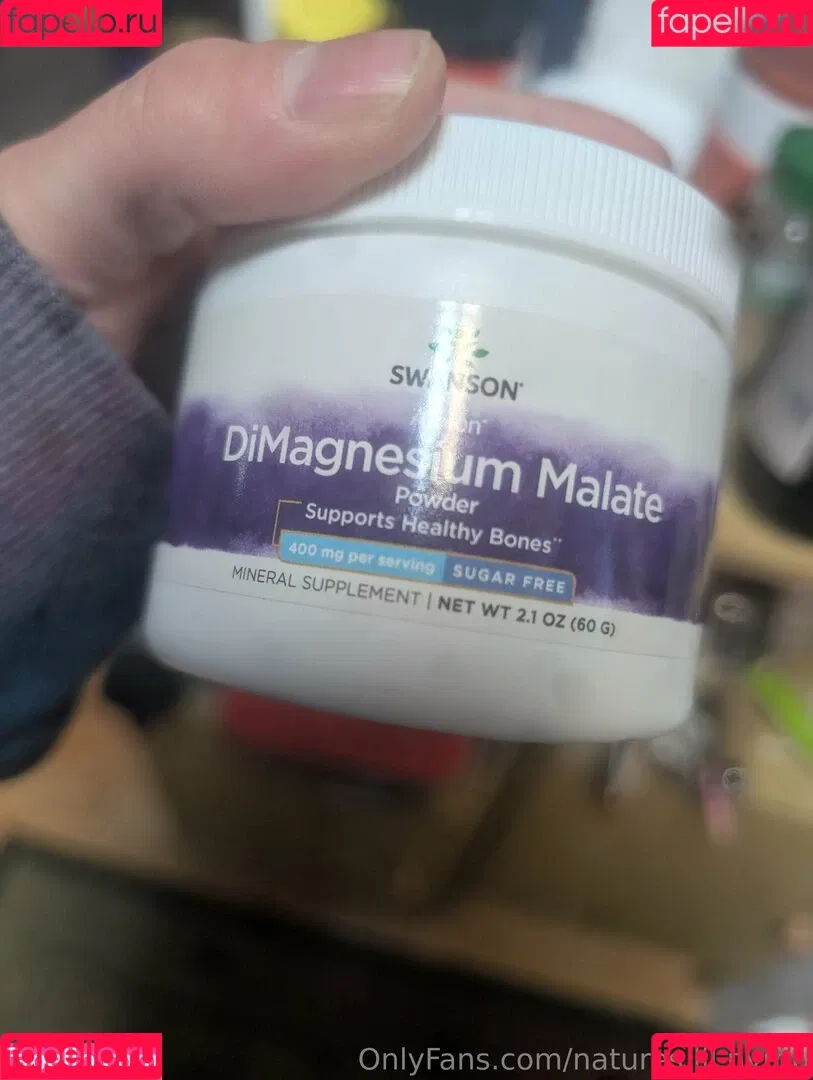 fapello.ru fapello.ru
SWANSON
DiMagnesium Malate
Powder
Supports Healthy Bones
400 mg per serving SUGAR FREE
MINERAL SUPPLEMENT | NET WT 2.1 OZ (60 G)
fapello.ru OnlyFans.com/nature fapello.ru